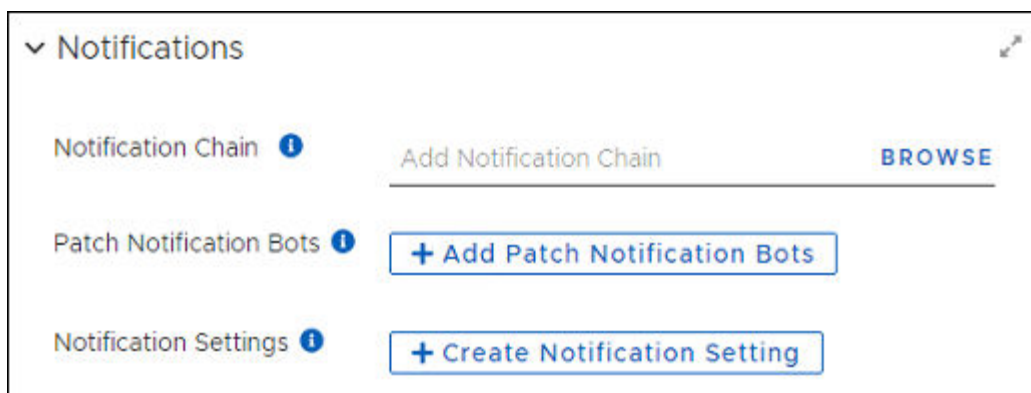 Notifications
Notification Chain
Add Notification Chain BROWSE
Patch Notification Bots
+ Add Patch Notification Bots
Notification Settings
+ Create Notification Setting